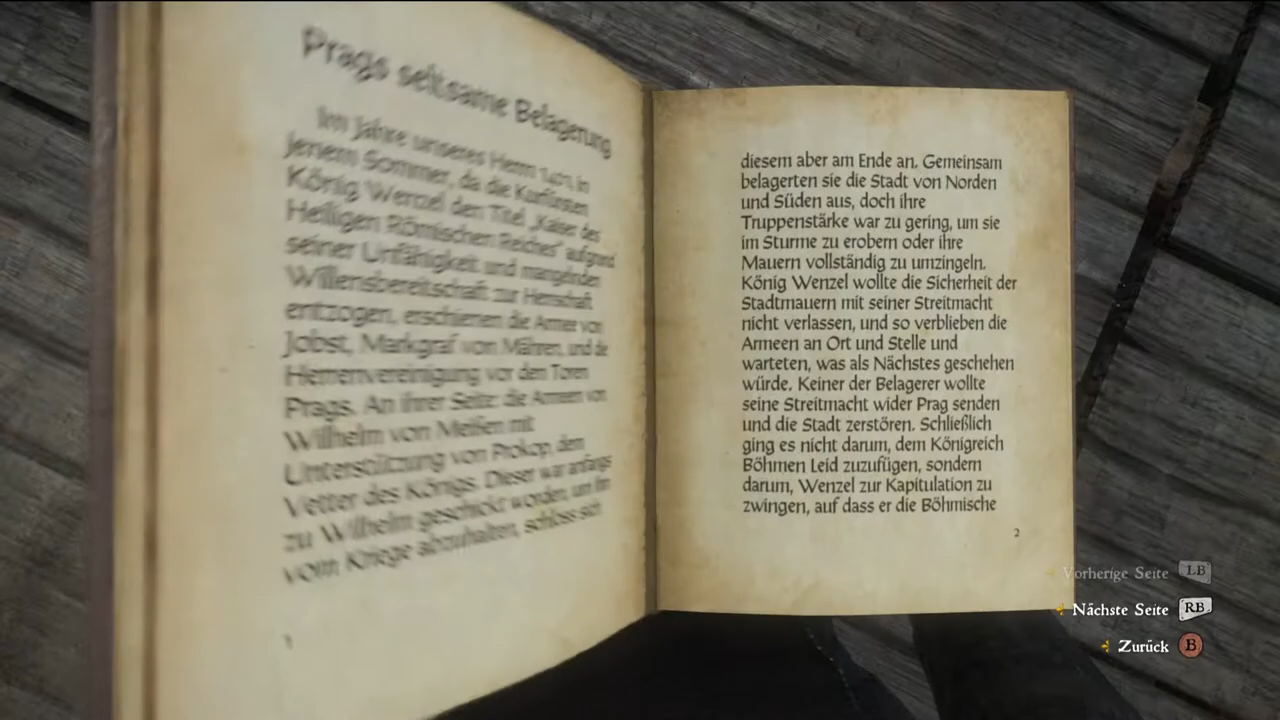 Prags seltsame Belagerung
Im Jahre unseres Herrn 1401, in
jenem Sommer, da die Kurfürsten
König Wenzel den Titel „Kaiser des
Heiligen Römischen Reiches“ aufgrund
seiner Unfähigkeit und mangelnden
Willensbereitschaft zur Herrschaft
entzogen, erschienen die Armee von
Jobst, Markgraf von Mähren, und die
Herrenvereinigung vor den Toren
Prags. An ihrer Seite: die Armeen von
Wilhelm von Meißen mit
Unterstützung von Prokop, dem
Vetter des Königs. Dieser war anfangs
zu Wilhelm geschickt worden, um ihn
vom Kriege abzuhalten, schloss sich
1
diesem aber am Ende an. Gemeinsam
belagerten sie die Stadt von Norden
und Süden aus, doch ihre
Truppenstärke war zu gering, um sie
im Sturme zu erobern oder ihre
Mauern vollständig zu umzingeln.
König Wenzel wollte die Sicherheit der
Stadtmauern mit seiner Streitmacht
nicht verlassen, und so verblieben die
Armeen an Ort und Stelle und
warteten, was als Nächstes geschehen
würde. Keiner der Belagerer wollte
seine Streitmacht wider Prag senden
und die Stadt zerstören. Schließlich
ging es nicht darum, dem Königreich
Böhmen Leid zuzufügen, sondern
darum, Wenzel zur Kapitulation zu
zwingen, auf dass er die Böhmische
2
Vorherige Seite LB
Nächste Seite RB
Zurück B